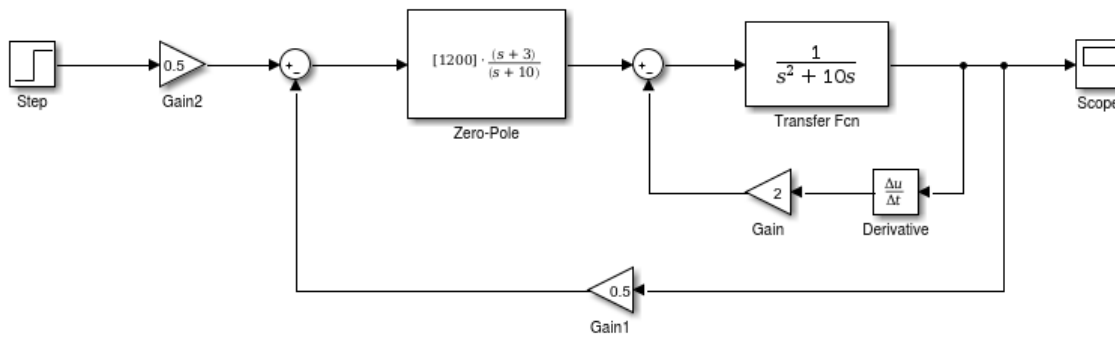 Step
0.5
Gain2
+
−
[1200] · (s + 3) / (s + 10)
Zero-Pole
+
−
1 / s² + 10s
Transfer Fcn
Scope
2
Gain
Δu / Δt
Derivative
0.5
Gain1